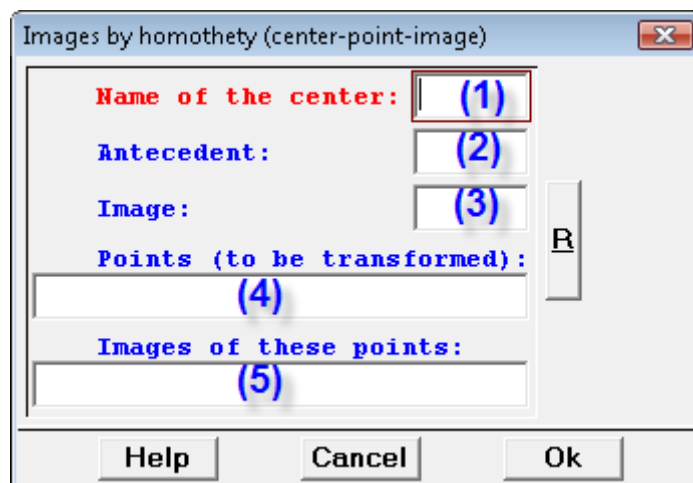 Images by homothety (center-point-image)
Name of the center: (1)
Antecedent: (2)
Image: (3)
R
Points (to be transformed):
(4)
Images of these points:
(5)
Help Cancel Ok